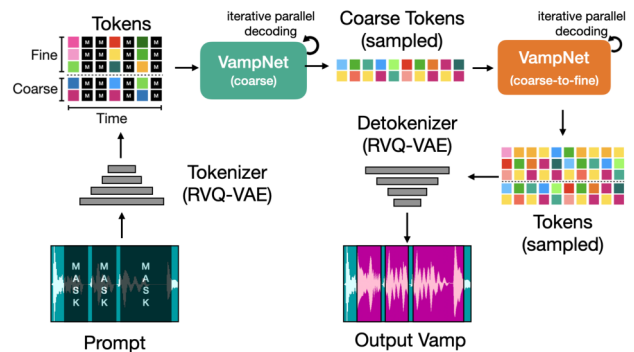 Tokens
Fine
Coarse
M M M M
M M M M
M M M M
M M M M
M M M M
Time
VampNet
(coarse)
iterative parallel
decoding
Coarse Tokens
(sampled)
iterative parallel
decoding
VampNet
(coarse-to-fine)
Tokenizer
(RVQ-VAE)
Detokenizer
(RVQ-VAE)
Tokens
(sampled)
MASK
MASK
MASK
Prompt
Output Vamp